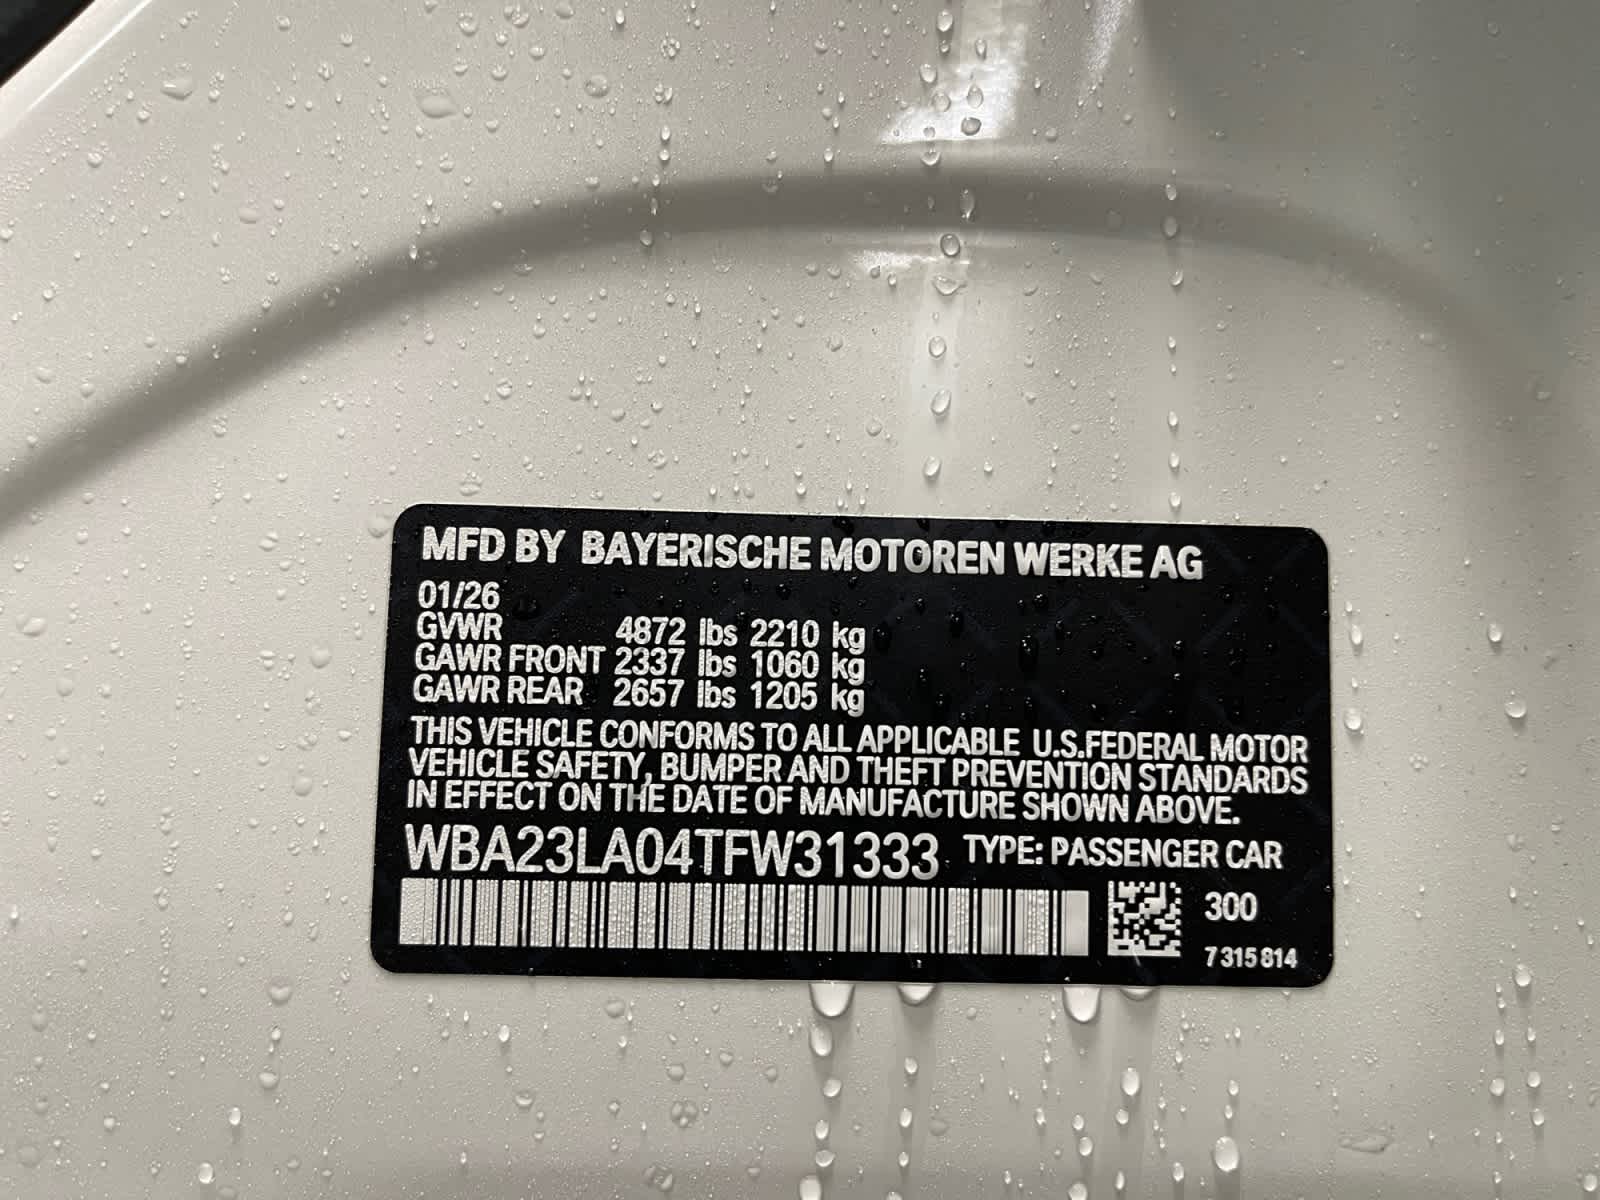 MFD BY BAYERISCHE MOTOREN WERKE AG
01/26
GVWR 4872 lbs 2210 kg
GAWR FRONT 2337 lbs 1060 kg
GAWR REAR 2657 lbs 1205 kg
THIS VEHICLE CONFORMS TO ALL APPLICABLE U.S.FEDERAL MOTOR
VEHICLE SAFETY, BUMPER AND THEFT PREVENTION STANDARDS
IN EFFECT ON THE DATE OF MANUFACTURE SHOWN ABOVE.
WBA23LA04TFW31333 TYPE: PASSENGER CAR
300
7 315 814